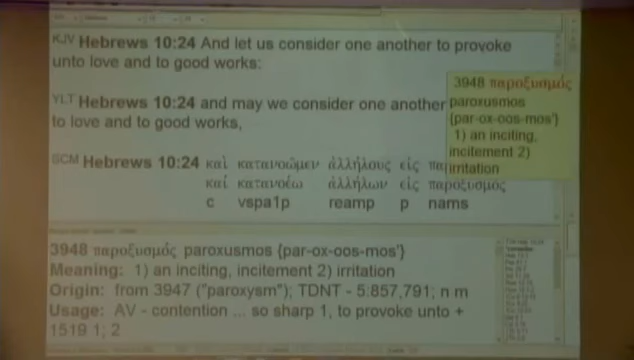 KJV Hebrews 10:24 And let us consider one another to provoke
unto love and to good works:
YLT Hebrews 10:24 and may we consider one another
to love and to good works,
3948 παροξυσμός
paroxusmos
{par-ox-oos-mos'}
1) an inciting,
incitement 2)
irritation
Hebrews 10:24 καὶ κατανοῶμεν ἀλλήλους εἰς
καί κατανοέω ἀλλήλων εἰς παροξυσμός
c vspa1p reamp p nams
3948 παροξυσμός paroxusmos {par-ox-oos-mos'}
Meaning: 1) an inciting, incitement 2) irritation
Origin: from 3947 ("paroxysm"); TDNT - 5:857,791; n m
Usage: AV - contention ... so sharp 1, to provoke unto +
1519 1; 2